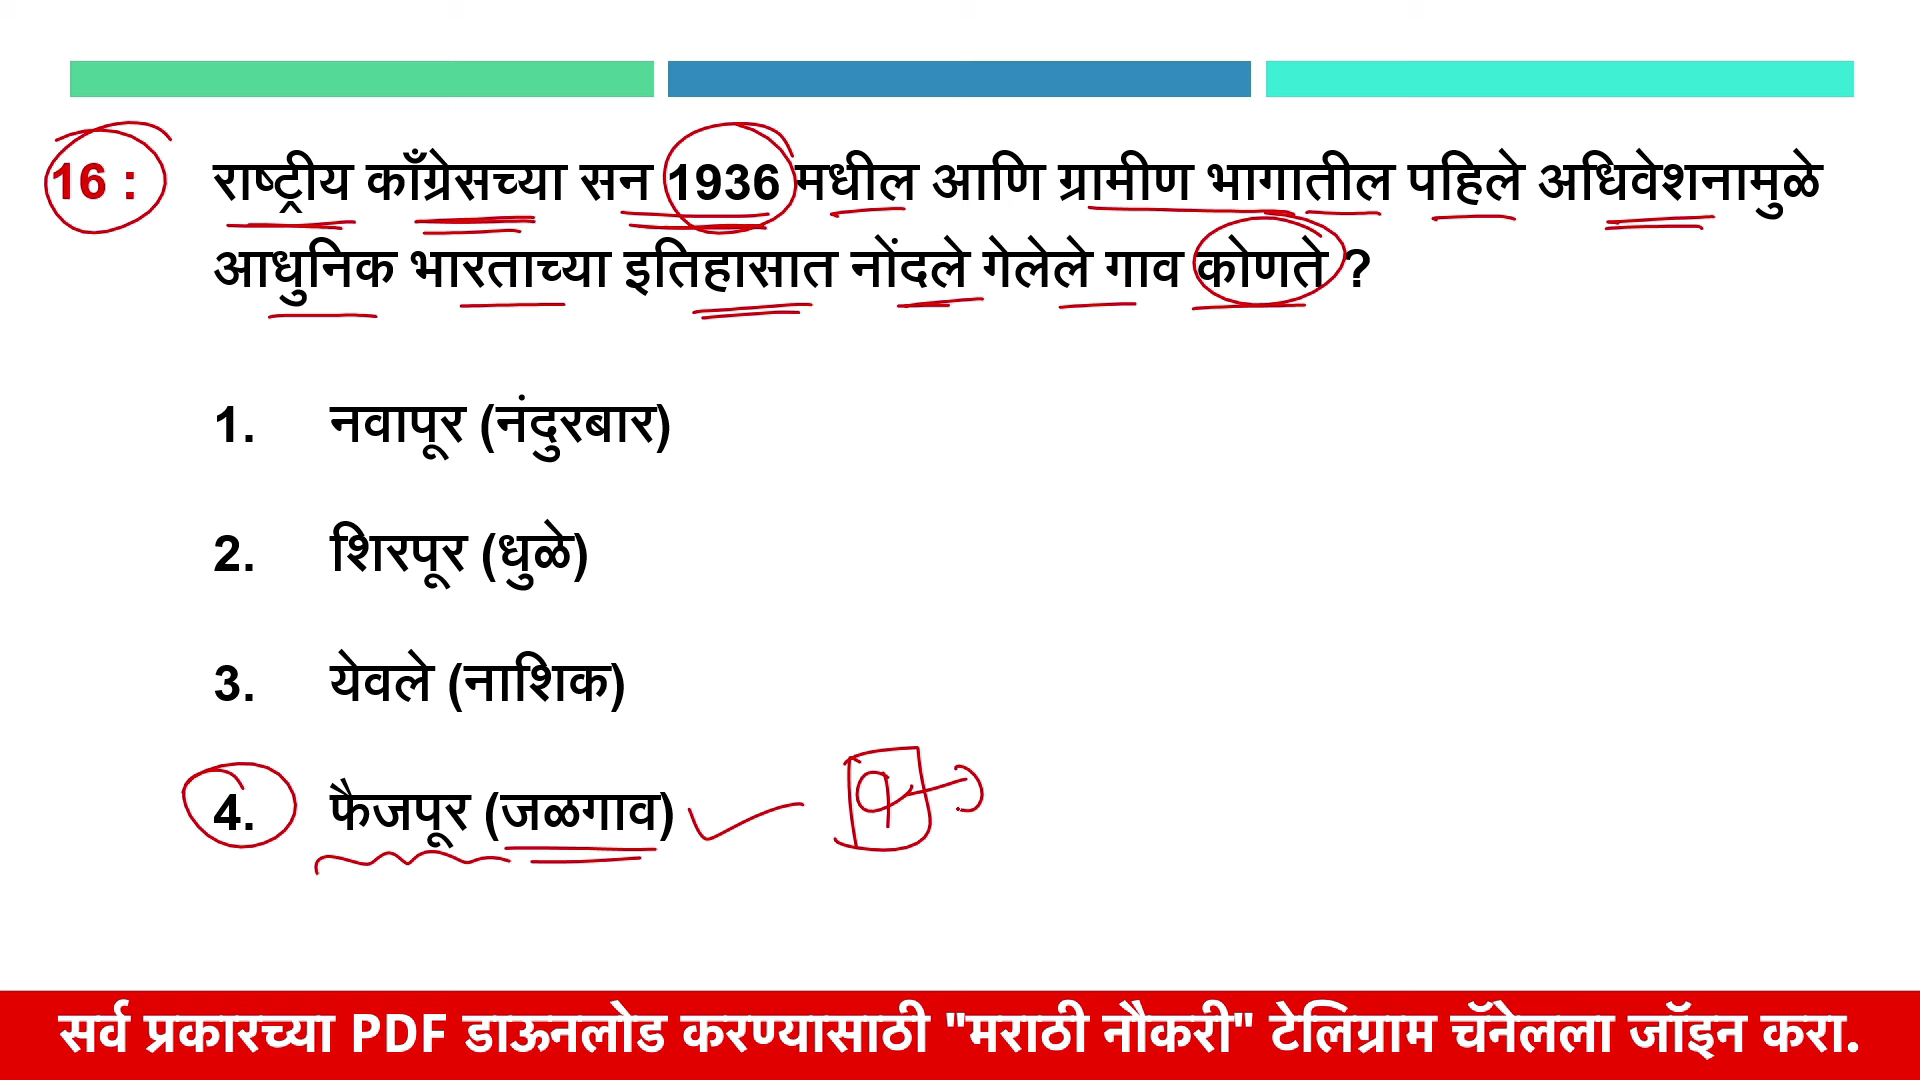 16 : राष्ट्रीय काँग्रेसच्या सन 1936 मधील आणि ग्रामीण भागातील पहिले अधिवेशनामुळे
आधुनिक भारताच्या इतिहासात नोंदले गेलेले गाव कोणते ?
1. नवापूर (नंदुरबार)
2. शिरपूर (धुळे)
3. येवले (नाशिक)
4. फैजपूर (जळगाव)
सर्व प्रकारच्या PDF डाऊनलोड करण्यासाठी "मराठी नौकरी" टेलिग्राम चॅनेलला जॉइन करा.